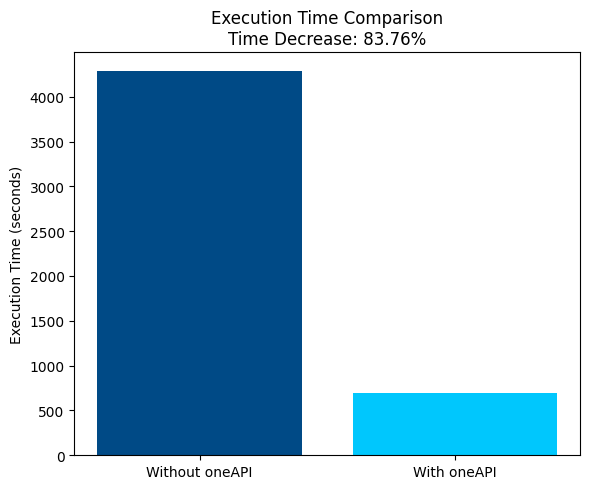 Execution Time Comparison
Time Decrease: 83.76%
Execution Time (seconds)
4000
3500
3000
2500
2000
1500
1000
500
0
Without oneAPI
With oneAPI